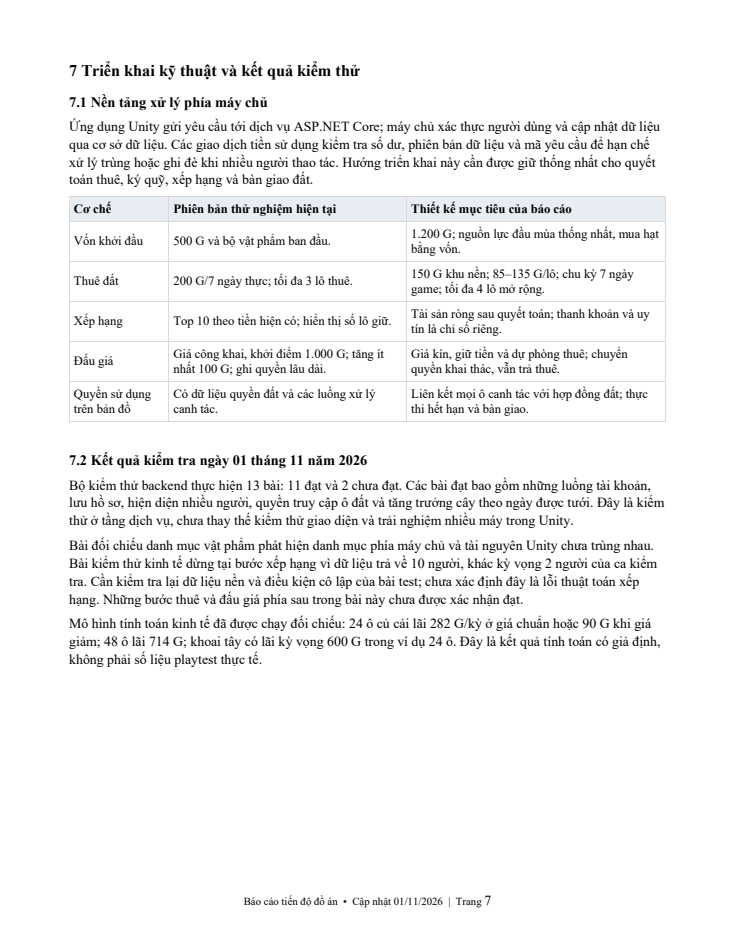 7 Triển khai kỹ thuật và kết quả kiểm thử
7.1 Nền tảng xử lý phía máy chủ
Ứng dụng Unity gửi yêu cầu tới dịch vụ ASP.NET Core; máy chủ xác thực người dùng và cập nhật dữ liệu
qua cơ sở dữ liệu. Các giao dịch tiền sử dụng kiểm tra số dư, phiên bản dữ liệu và mã yêu cầu để hạn chế
xử lý trùng hoặc ghi đè khi nhiều người thao tác. Hướng triển khai này cần được giữ thống nhất cho quyết
toán thuê, ký quỹ, xếp hạng và bàn giao đất.
Cơ chế
Phiên bản thử nghiệm hiện tại
Thiết kế mục tiêu của báo cáo
Vốn khởi đầu
500 G và bộ vật phẩm ban đầu.
1.200 G; nguồn lực đầu mùa thống nhất, mua hạt
bằng vốn.
Thuê đất
200 G/7 ngày thực; tối đa 3 lô thuê.
150 G khu nền; 85–135 G/lô; chu kỳ 7 ngày
game; tối đa 4 lô mở rộng.
Xếp hạng
Top 10 theo tiền hiện có; hiển thị số lô giữ.
Tài sản ròng sau quyết toán; thanh khoản và uy
tín là chỉ số riêng.
Đấu giá
Giá công khai, khởi điểm 1.000 G; tăng ít
nhất 100 G; ghi quyền lâu dài.
Giá kín, giữ tiền và dự phòng thuê; chuyển
quyền khai thác, vẫn trả thuê.
Quyền sử dụng
trên bản đồ
Có dữ liệu quyền đất và các luồng xử lý
canh tác.
Liên kết mọi ô canh tác với hợp đồng đất; thực
thi hết hạn và bàn giao.
7.2 Kết quả kiểm tra ngày 01 tháng 11 năm 2026
Bộ kiểm thử backend thực hiện 13 bài: 11 đạt và 2 chưa đạt. Các bài đạt bao gồm những luồng tài khoản,
lưu hồ sơ, hiện diện nhiều người, quyền truy cập ô đất và tăng trưởng cây theo ngày được tưới. Đây là kiểm
thử ở tầng dịch vụ, chưa thay thế kiểm thử giao diện và trải nghiệm nhiều máy trong Unity.
Bài đối chiếu danh mục vật phẩm phát hiện danh mục phía máy chủ và tài nguyên Unity chưa trùng nhau.
Bài kiểm thử kinh tế dừng tại bước xếp hạng vì dữ liệu trả về 10 người, khác kỳ vọng 2 người của ca kiểm
tra. Cần kiểm tra lại dữ liệu nền và điều kiện cô lập của bài test; chưa xác định đây là lỗi thuật toán xếp
hạng. Những bước thuê và đấu giá phía sau trong bài này chưa được xác nhận đạt.
Mô hình tính toán kinh tế đã được chạy đối chiếu: 24 ô củ cải lãi 282 G/kỳ ở giá chuẩn hoặc 90 G khi giá
giảm; 48 ô lãi 714 G; khoai tây có lãi kỳ vọng 600 G trong ví dụ 24 ô. Đây là kết quả tính toán có giả định,
không phải số liệu playtest thực tế.
Báo cáo tiến độ đồ án • Cập nhật 01/11/2026 | Trang 7